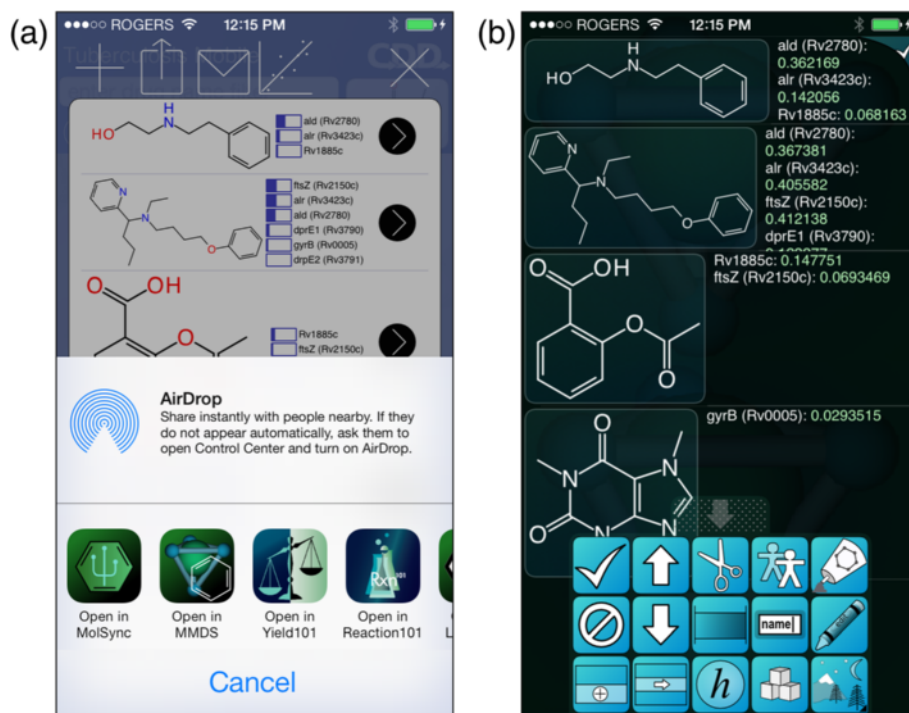 (a)
ROGERS 12:15 PM
Tuberculosis Mobile
H
N
HO
ald (Rv2780)
alr (Rv3423c)
Rv1885c
N
N
O
ftsZ (Rv2150c)
alr (Rv3423c)
ald (Rv2780)
dprE1 (Rv3790)
gyrB (Rv0005)
drpE2 (Rv3791)
O
OH
O
Rv1885c
ftsZ (Rv2150c)
AirDrop
Share instantly with people nearby. If they
do not appear automatically, ask them to
open Control Center and turn on AirDrop.
Rxn101
Open in
MolSync
Open in
MMDS
Open in
Yield101
Open in
Reaction101
Cancel
(b)
ROGERS 12:15 PM
H
N
HO
ald (Rv2780):
0.362169
alr (Rv3423c):
0.142056
Rv1885c: 0.068163
N
N
O
ald (Rv2780):
0.367381
alr (Rv3423c):
0.405582
ftsZ (Rv2150c):
0.412138
dprE1 (Rv3790):
O
OH
O
O
Rv1885c: 0.147751
ftsZ (Rv2150c): 0.0693469
O
N
N
O
N
N
gyrB (Rv0005): 0.0293515
name
h